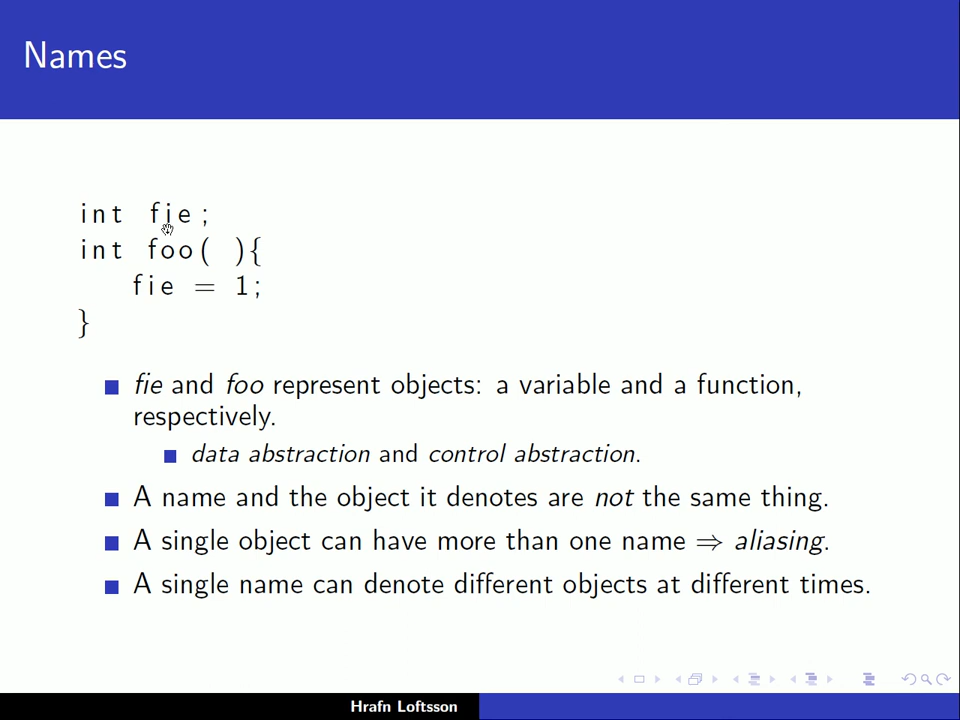 Names
int fie;
int foo( ){
fie = 1;
}
fie and foo represent objects: a variable and a function,
respectively.
data abstraction and control abstraction.
A name and the object it denotes are not the same thing.
A single object can have more than one name ⇒ aliasing.
A single name can denote different objects at different times.
Hrafn Loftsson